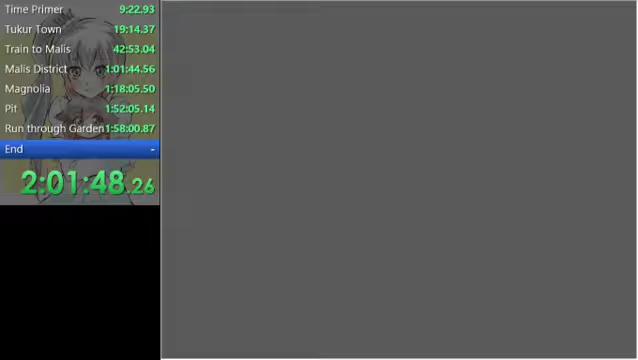 Time Primer 9:22.93
Tukur Town 19:14.37
Train to Malis 42:53.04
Malis District 1:01:44.56
Magnolia 1:18:05.50
Pit 1:52:05.14
Run through Garden 1:58:00.87
End -
2:01:48.26